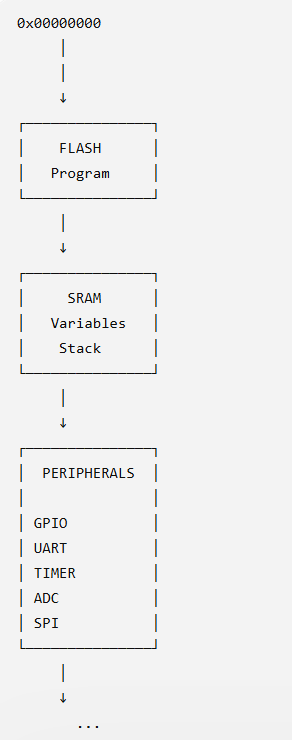 0x00000000
FLASH
Program
SRAM
Variables
Stack
PERIPHERALS
GPIO
UART
TIMER
ADC
SPI
...